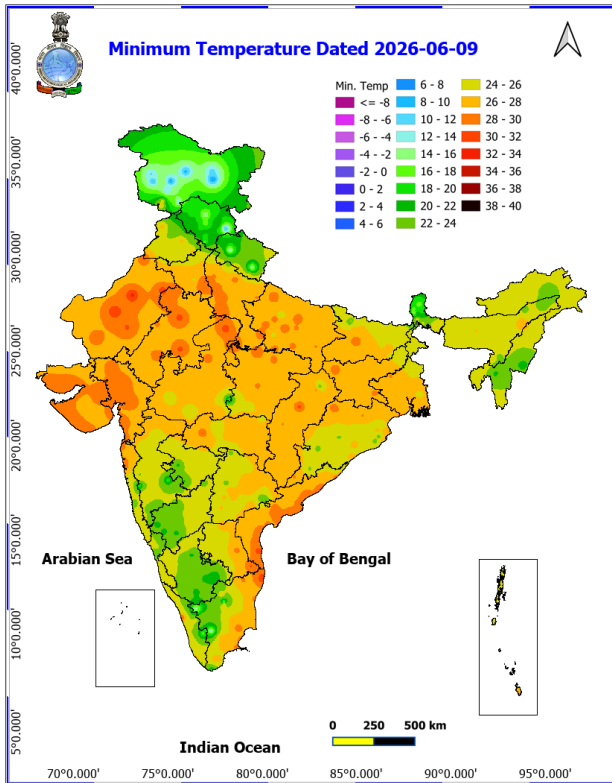 Minimum Temperature Dated 2026-06-09
Min. Temp
<= -8
-8 - -6
-6 - -4
-4 - -2
-2 - 0
0 - 2
2 - 4
4 - 6
6 - 8
8 - 10
10 - 12
12 - 14
14 - 16
16 - 18
18 - 20
20 - 22
22 - 24
24 - 26
26 - 28
28 - 30
30 - 32
32 - 34
34 - 36
36 - 38
38 - 40
40°0.000'
35°0.000'
30°0.000'
25°0.000'
20°0.000'
15°0.000'
10°0.000'
5°0.000'
Arabian Sea
Bay of Bengal
Indian Ocean
0 250 500 km
70°0.000' 75°0.000' 80°0.000' 85°0.000' 90°0.000' 95°0.000'